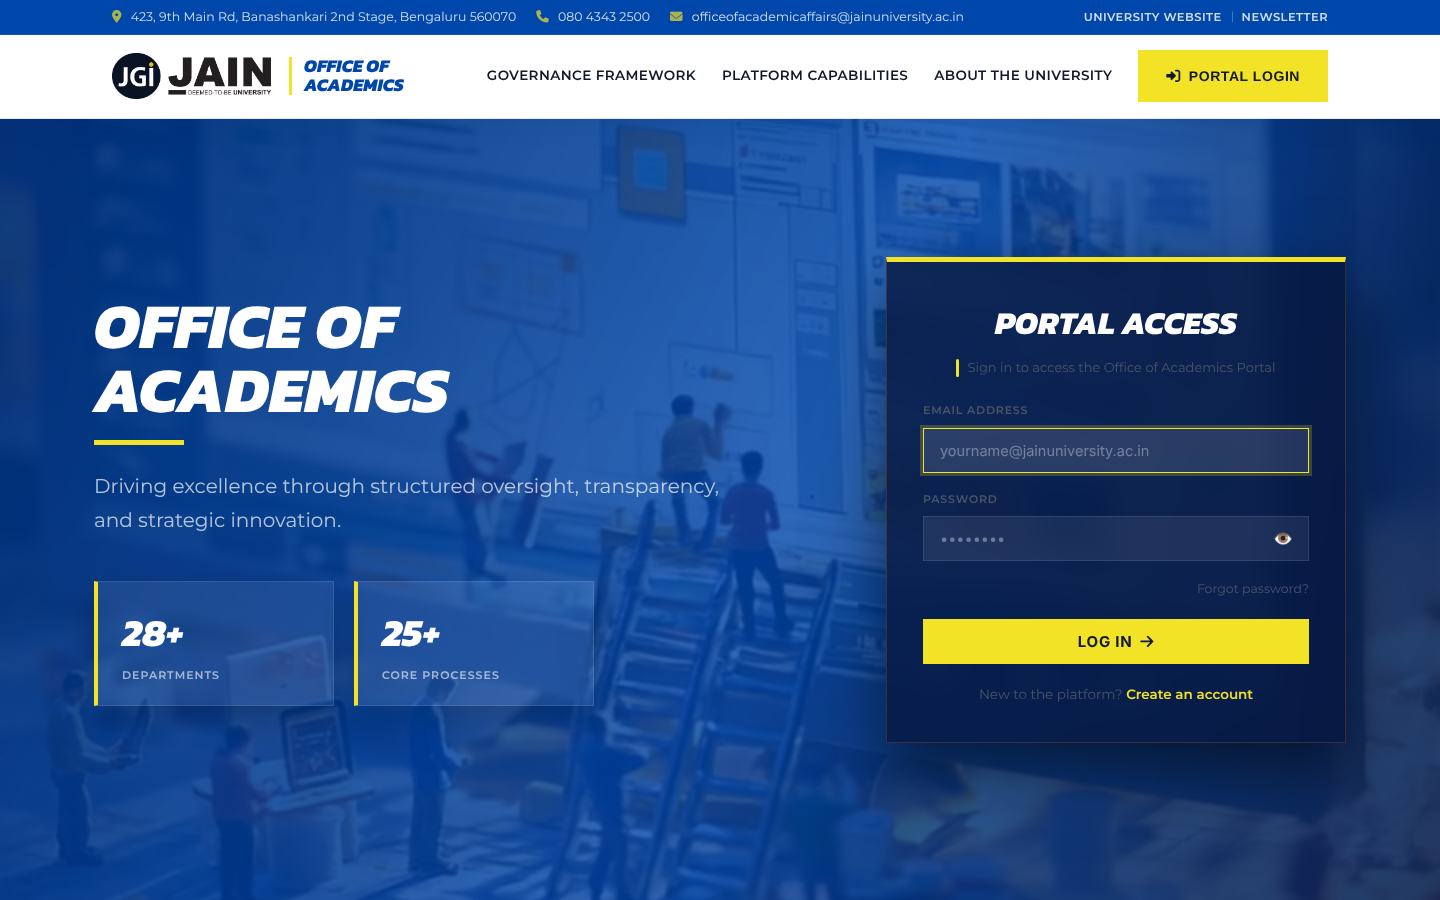 423, 9th Main Rd, Banashankari 2nd Stage, Bengaluru 560070
080 4343 2500
officeofacademicaffairs@jainuniversity.ac.in
UNIVERSITY WEBSITE
NEWSLETTER
JGi JAIN
DEEMED-TO-BE UNIVERSITY
OFFICE OF
ACADEMICS
GOVERNANCE FRAMEWORK
PLATFORM CAPABILITIES
ABOUT THE UNIVERSITY
PORTAL LOGIN
OFFICE OF
ACADEMICS
Driving excellence through structured oversight, transparency,
and strategic innovation.
28+
DEPARTMENTS
25+
CORE PROCESSES
PORTAL ACCESS
Sign in to access the Office of Academics Portal
EMAIL ADDRESS
yourname@jainuniversity.ac.in
PASSWORD
••••••••
Forgot password?
LOG IN →
New to the platform? Create an account